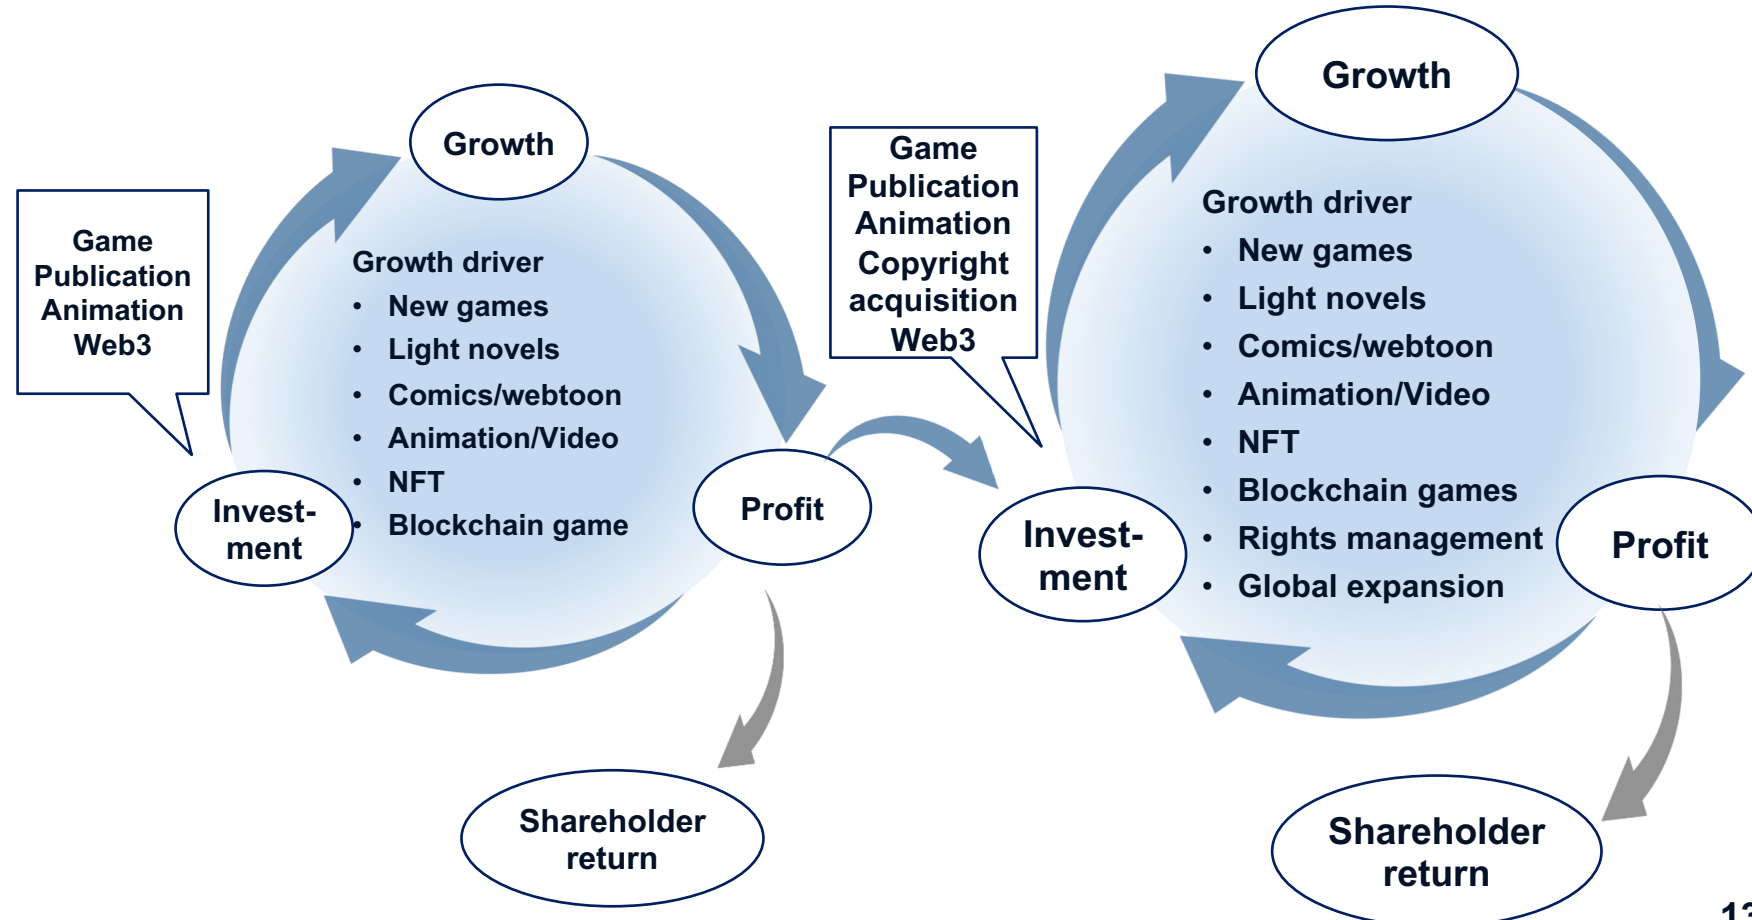 Growth
Game
Publication
Animation
Web3
Growth driver
• New games
• Light novels
• Comics/webtoon
• Animation/Video
• NFT
• Blockchain game
Invest-
ment
Profit
Shareholder
return
Growth
Game
Publication
Animation
Copyright
acquisition
Web3
Growth driver
• New games
• Light novels
• Comics/webtoon
• Animation/Video
• NFT
• Blockchain games
• Rights management
• Global expansion
Invest-
ment
Profit
Shareholder
return
13